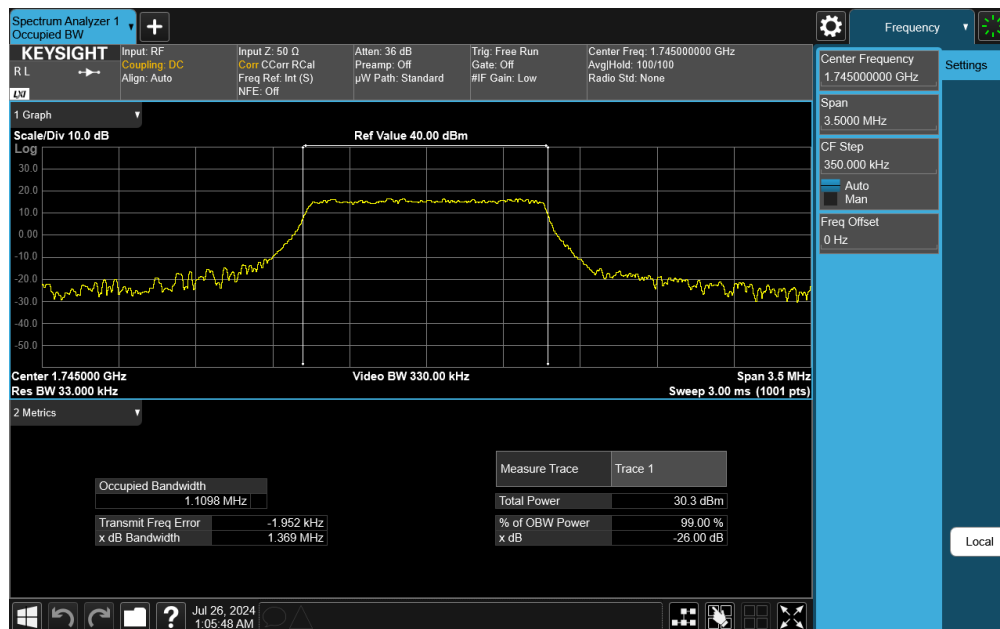 Spectrum Analyzer 1
Occupied BW
Frequency
KEYSIGHT
R L
LXI
Input: RF
Coupling: DC
Align: Auto
Input Z: 50 Ω
Corr CCorr RCal
Freq Ref: Int (S)
NFE: Off
Atten: 36 dB
Preamp: Off
µW Path: Standard
Trig: Free Run
Gate: Off
#IF Gain: Low
Center Freq: 1.745000000 GHz
Avg|Hold: 100/100
Radio Std: None
Center Frequency
1.745000000 GHz
Settings
Span
3.5000 MHz
CF Step
350.000 kHz
Auto
Man
Freq Offset
0 Hz
Local
1 Graph
Scale/Div 10.0 dB
Ref Value 40.00 dBm
Log
30.0
20.0
10.0
0.00
-10.0
-20.0
-30.0
-40.0
-50.0
Center 1.745000 GHz
Video BW 330.00 kHz
Span 3.5 MHz
Res BW 33.000 kHz
Sweep 3.00 ms (1001 pts)
2 Metrics
Measure Trace Trace 1
Occupied Bandwidth
1.1098 MHz
Total Power 30.3 dBm
Transmit Freq Error -1.952 kHz
% of OBW Power 99.00 %
x dB Bandwidth 1.369 MHz
x dB -26.00 dB
?
Jul 26, 2024
1:05:48 AM